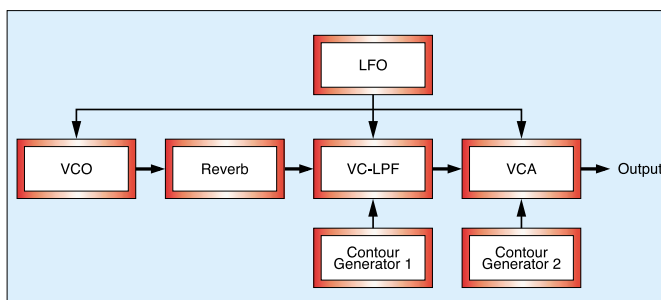 LFO
VCO
Reverb
VC-LPF
VCA
Output
Contour
Generator 1
Contour
Generator 2